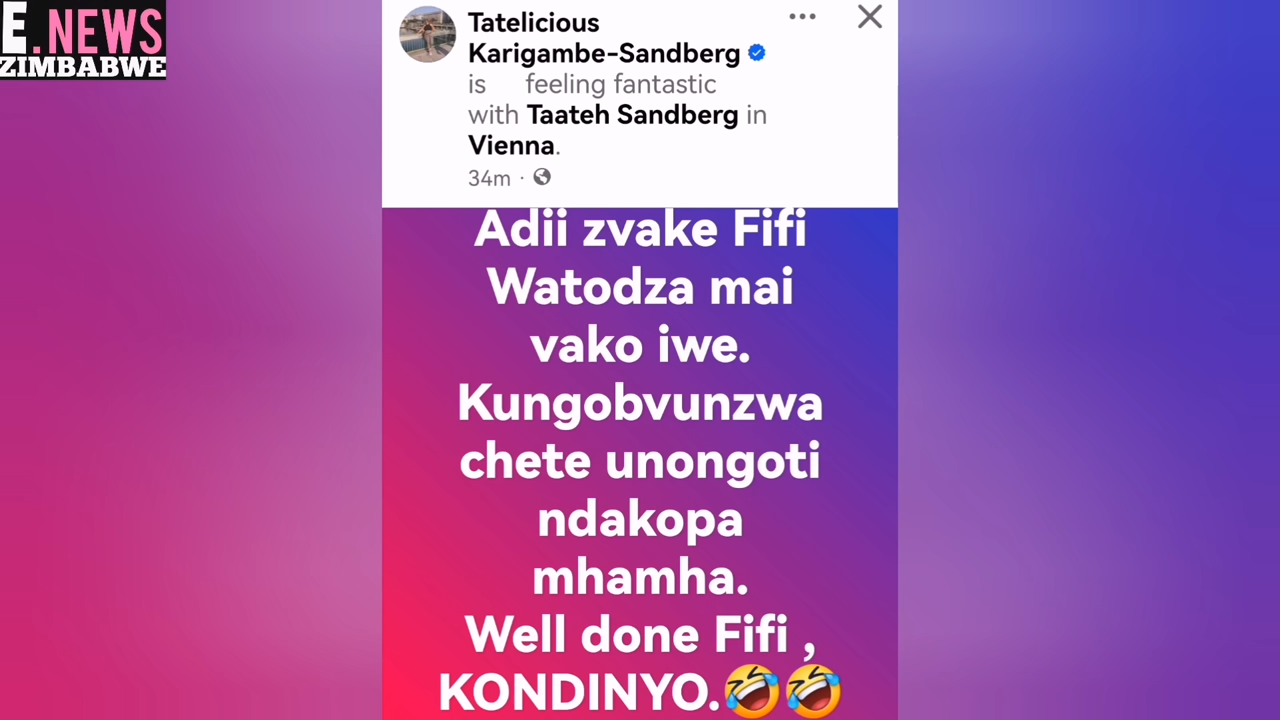 E.NEWS
ZIMBABWE
Tatelicious
Karigambe-Sandberg
is feeling fantastic
with Taateh Sandberg in
Vienna.
34m ·
Adii zvake Fifi
Watodza mai
vako iwe.
Kungobvunzwa
chete unongoti
ndakopa
mhamha.
Well done Fifi ,
KONDINYO.🤣🤣